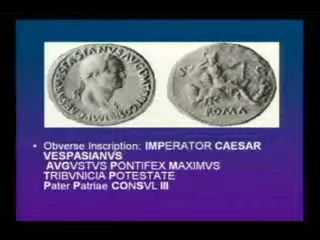 ROMA
• Obverse Inscription: IMPERATOR CAESAR
VESPASIANVS
AVGVSTVS PONTIFEX MAXIMVS
TRIBVNICIA POTESTATE
Pater Patriae CONSVL III